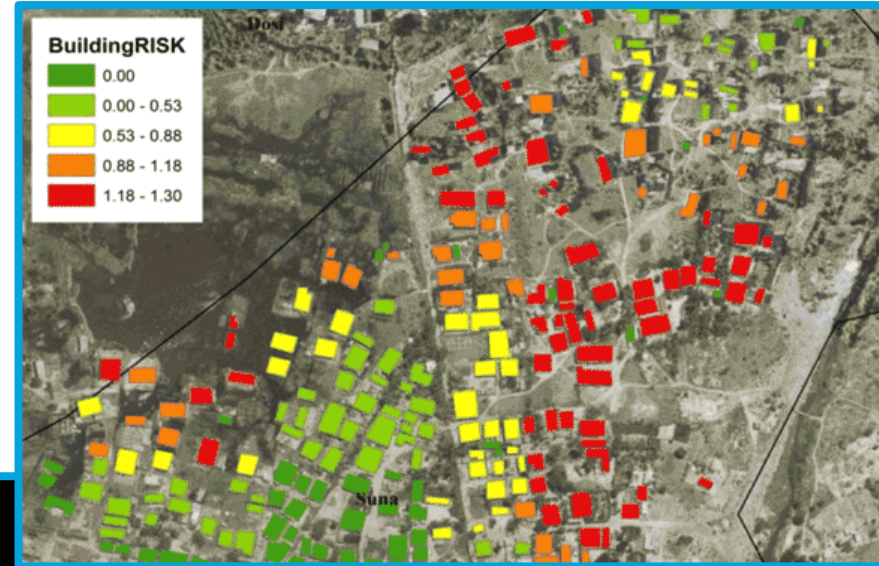 Dosi
BuildingRISK
0.00
0.00 - 0.53
0.53 - 0.88
0.88 - 1.18
1.18 - 1.30
Suna